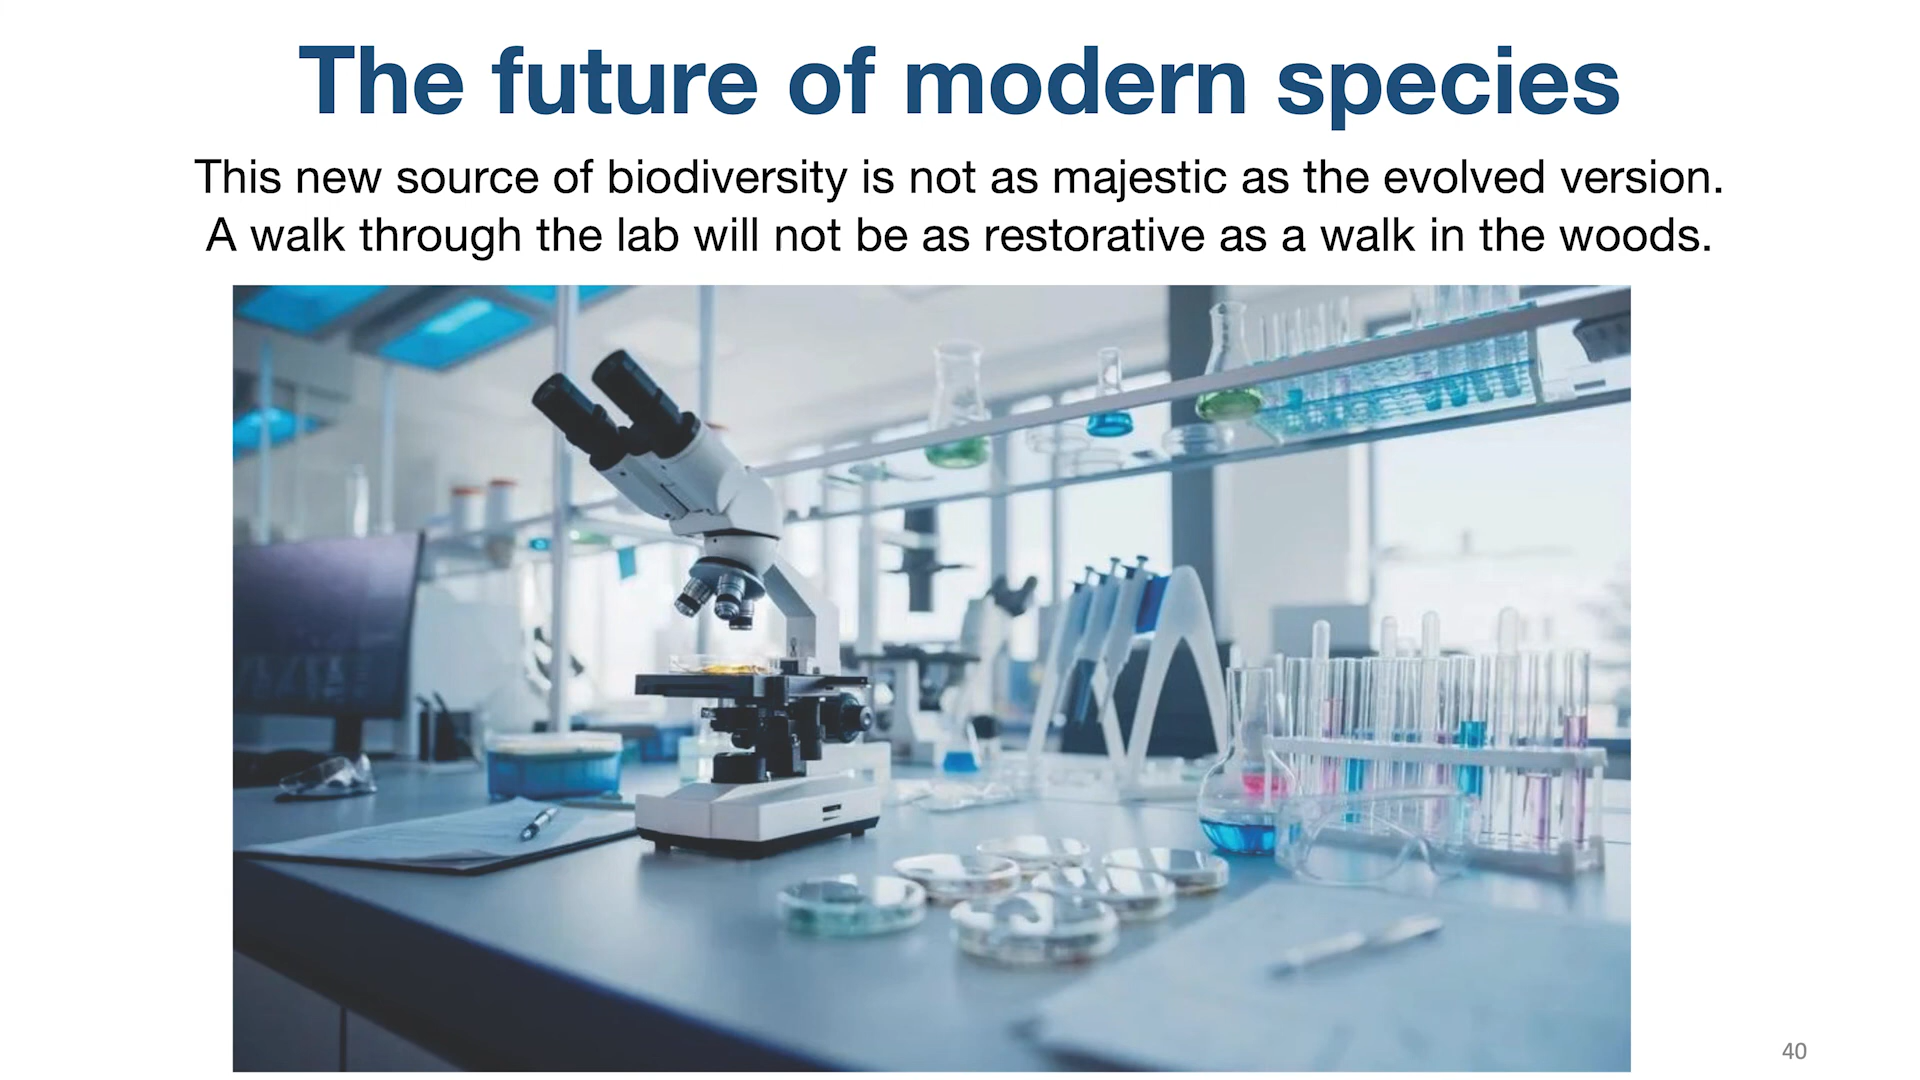 The future of modern species
This new source of biodiversity is not as majestic as the evolved version.
A walk through the lab will not be as restorative as a walk in the woods.
40